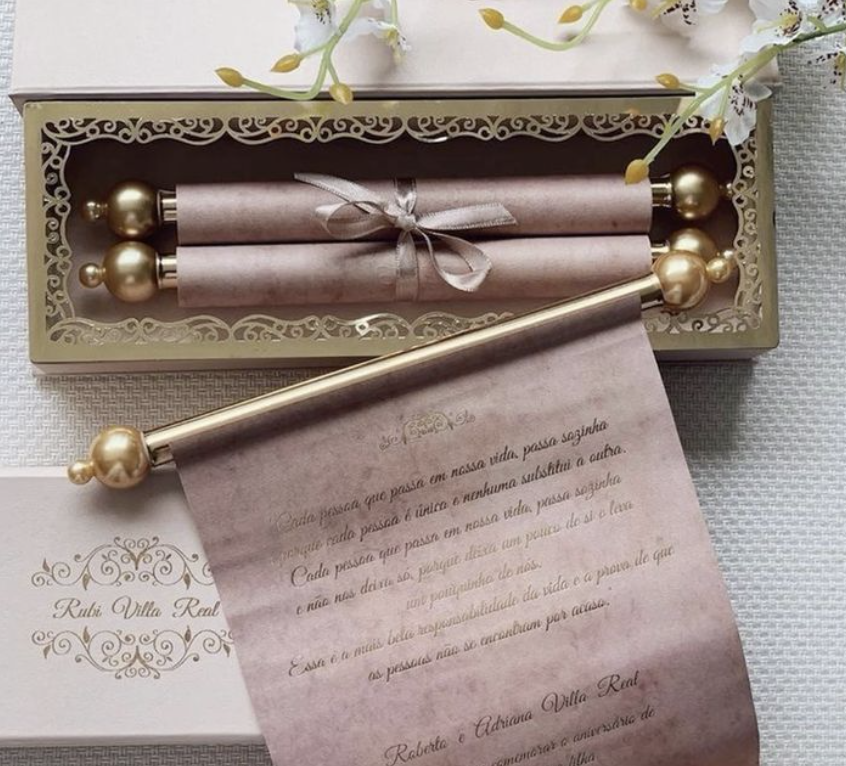 Cada pessoa que passa em nossa vida, passa sozinha
porque cada pessoa é única e nenhuma substitui a outra.
Cada pessoa que passa em nossa vida, passa sozinha
e não nos deixa só, porque deixa um pouco de si e leva
um pouquinho de nós.
Essa é a mais bela responsabilidade da vida e a prova de que
as pessoas não se encontram por acaso.
Rubi Villa Real
Roberto e Adriana Villa Real
comemorar o aniversário de
filha